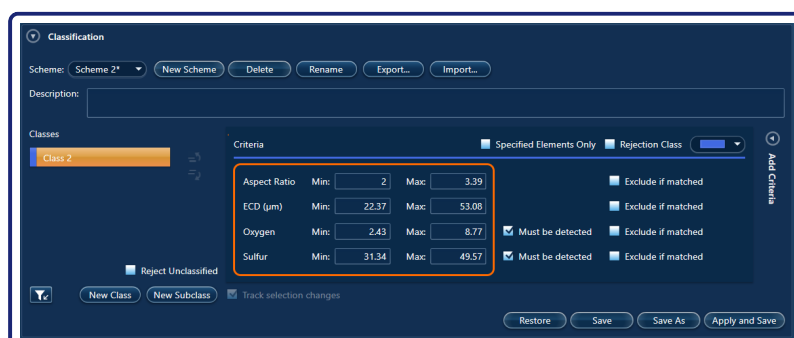 Classification
Scheme: Scheme 2* New Scheme Delete Rename Export... Import...
Description:
Classes
Class 2
Criteria Specified Elements Only Rejection Class
Add Criteria
Aspect Ratio Min: 2 Max: 3.39 Exclude if matched
ECD (μm) Min: 22.37 Max: 53.08 Exclude if matched
Oxygen Min: 2.43 Max: 8.77 Must be detected Exclude if matched
Sulfur Min: 31.34 Max: 49.57 Must be detected Exclude if matched
Reject Unclassified
New Class New Subclass Track selection changes
Restore Save Save As Apply and Save